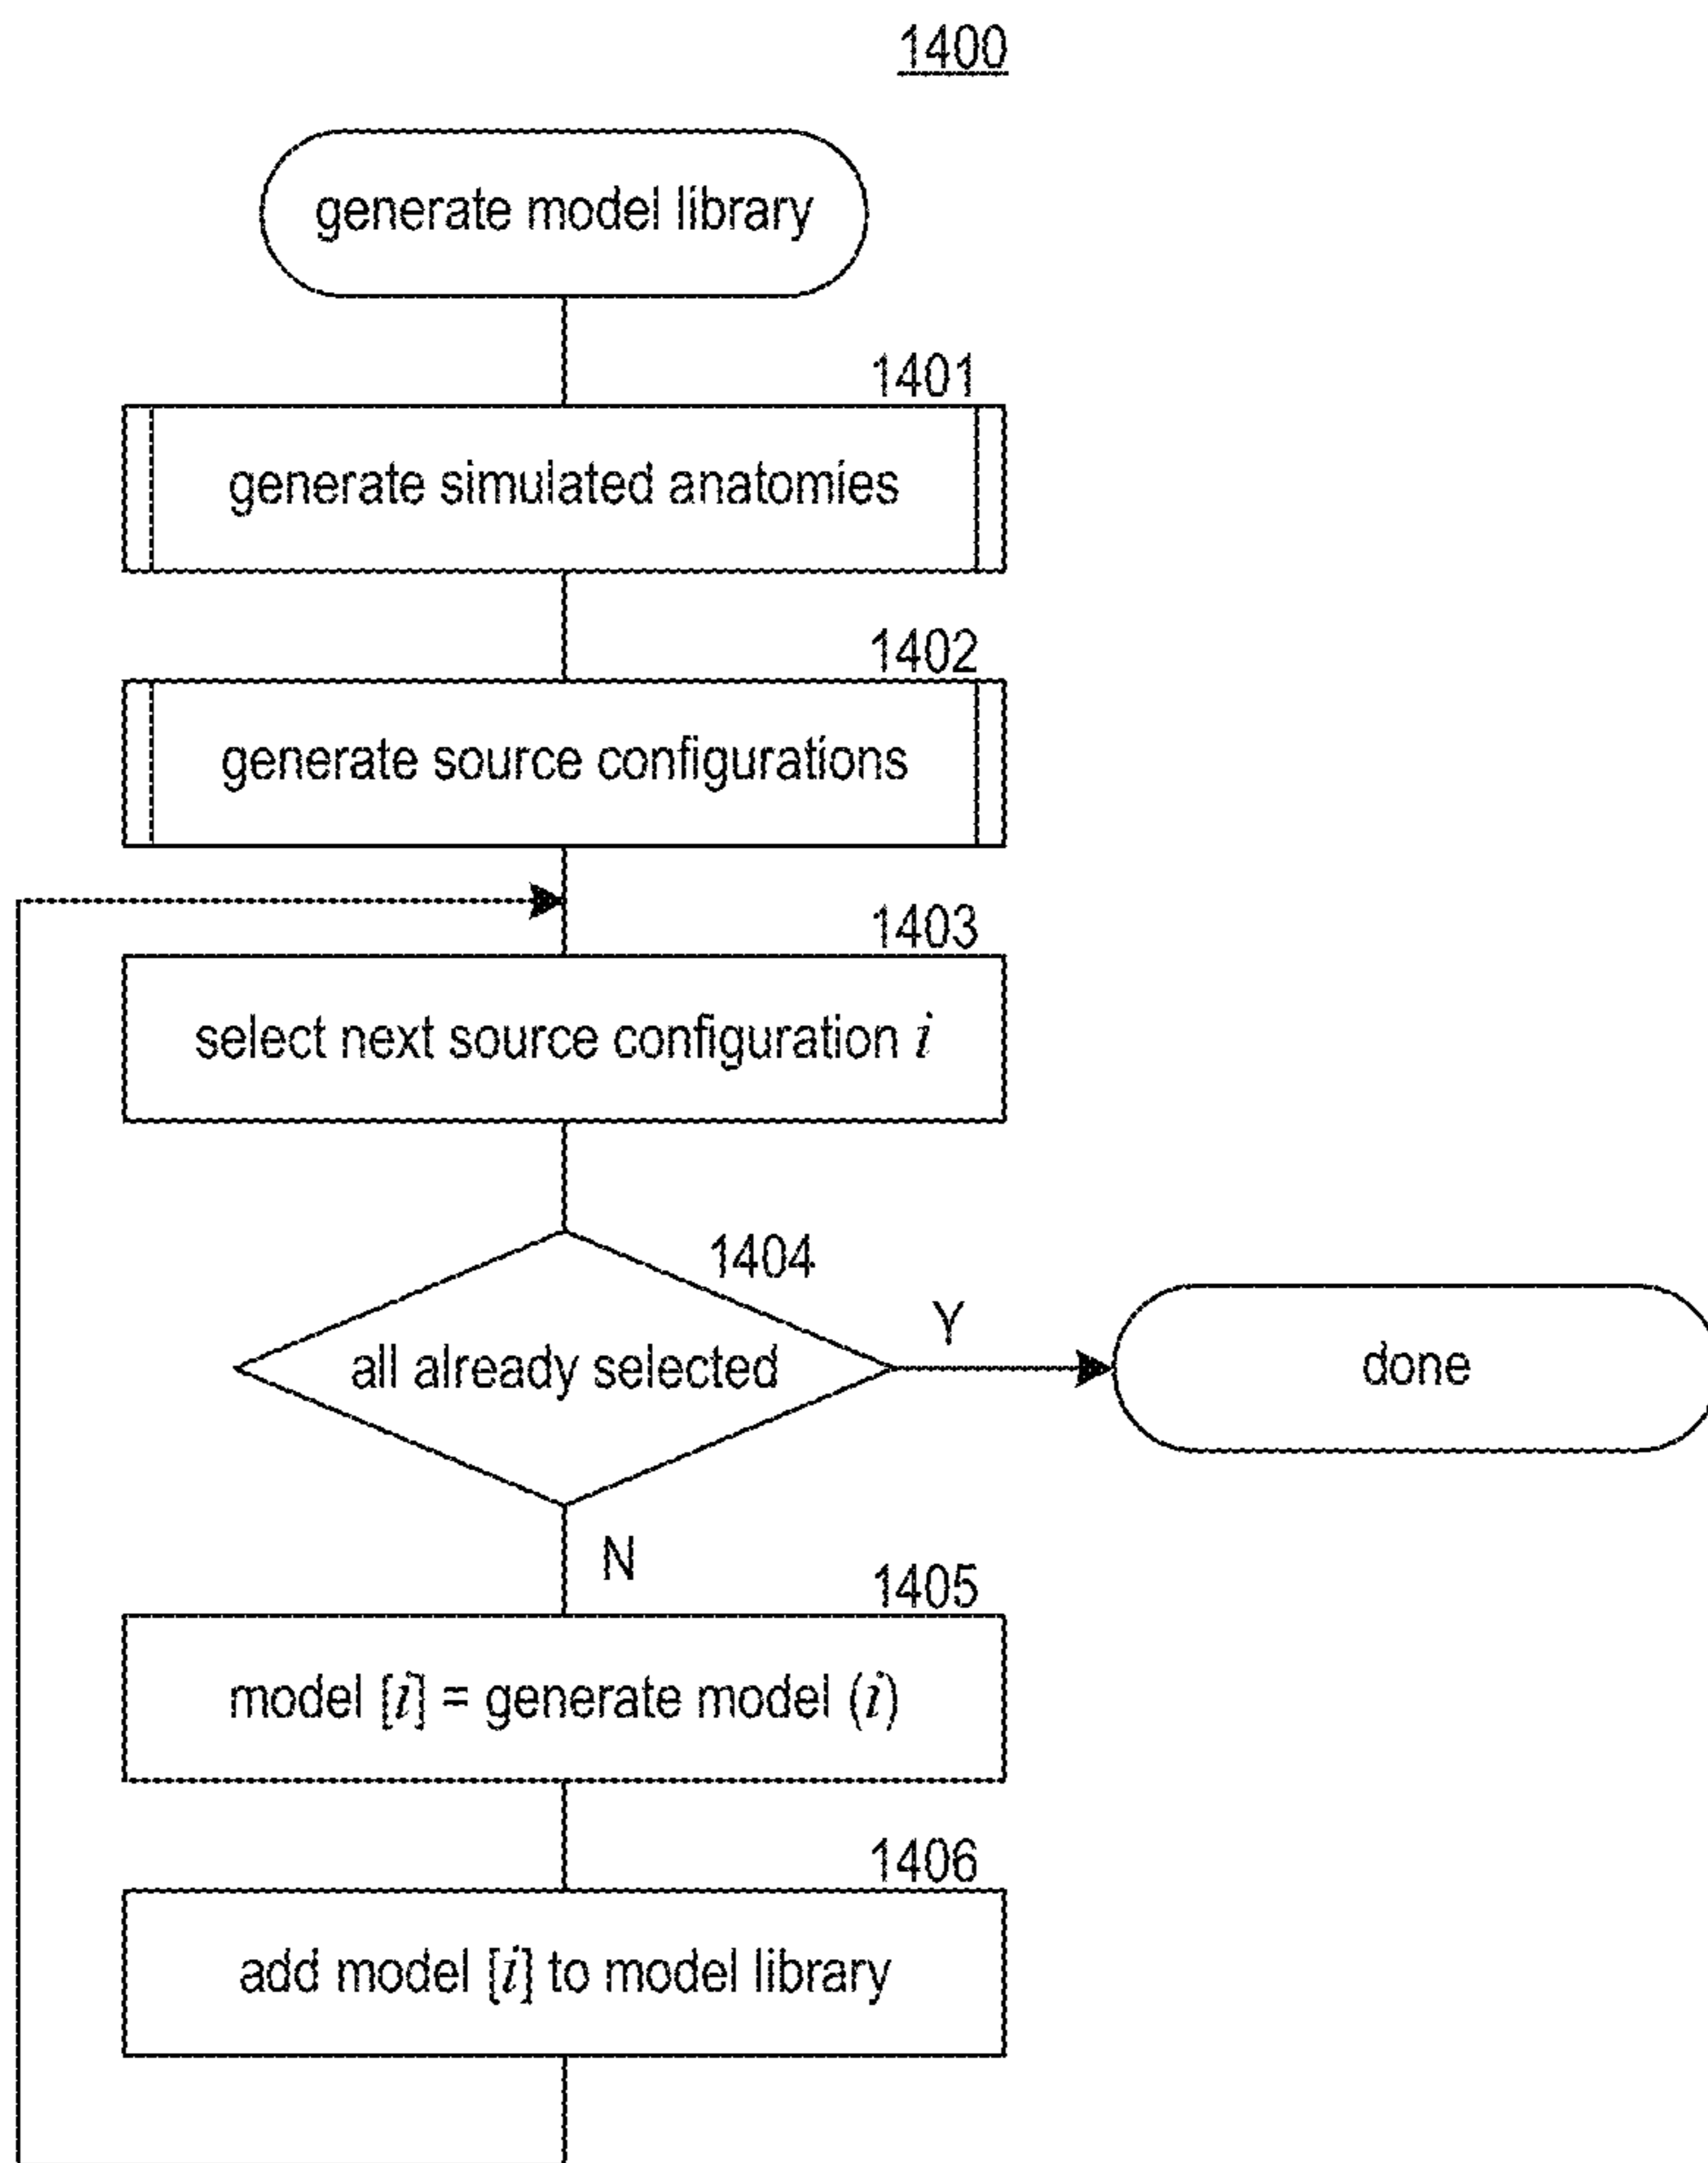 1400
generate model library
1401
generate simulated anatomies
1402
generate source configurations
1403
select next source configuration i
1404
all already selected
Y
done
N
1405
model [i] = generate model (i)
1406
add model [i] to model library